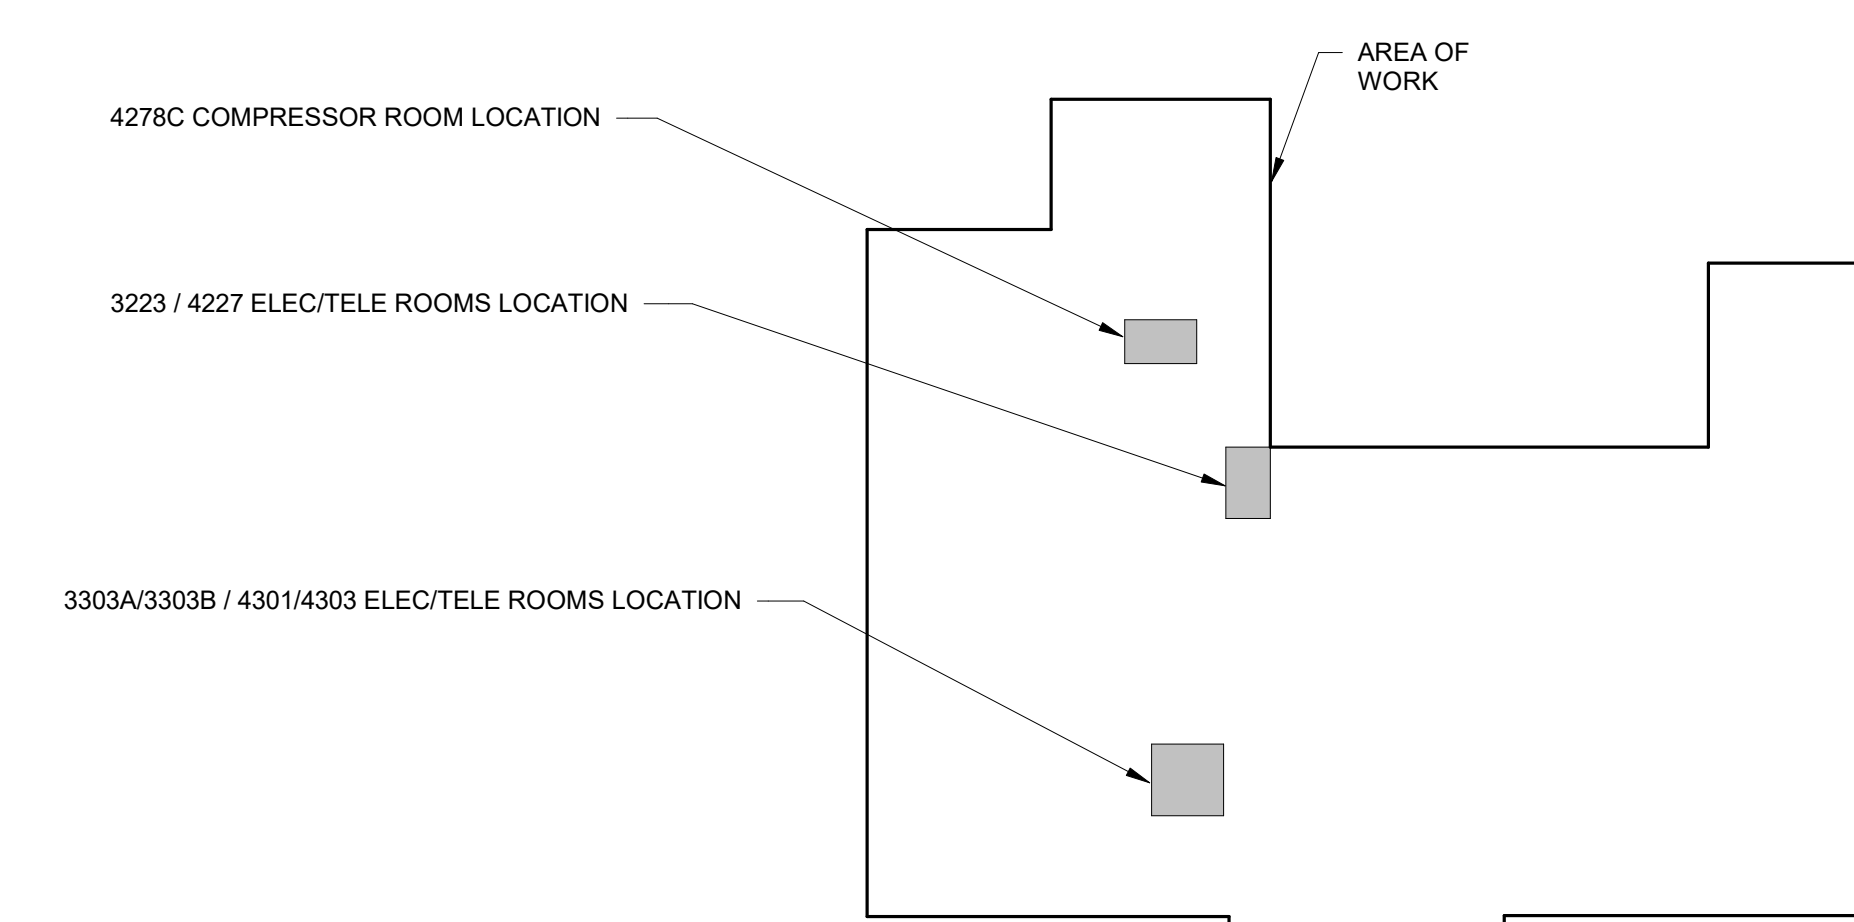 AREA OF
WORK
4278C COMPRESSOR ROOM LOCATION
3223 / 4227 ELEC/TELE ROOMS LOCATION
3303A/3303B / 4301/4303 ELEC/TELE ROOMS LOCATION